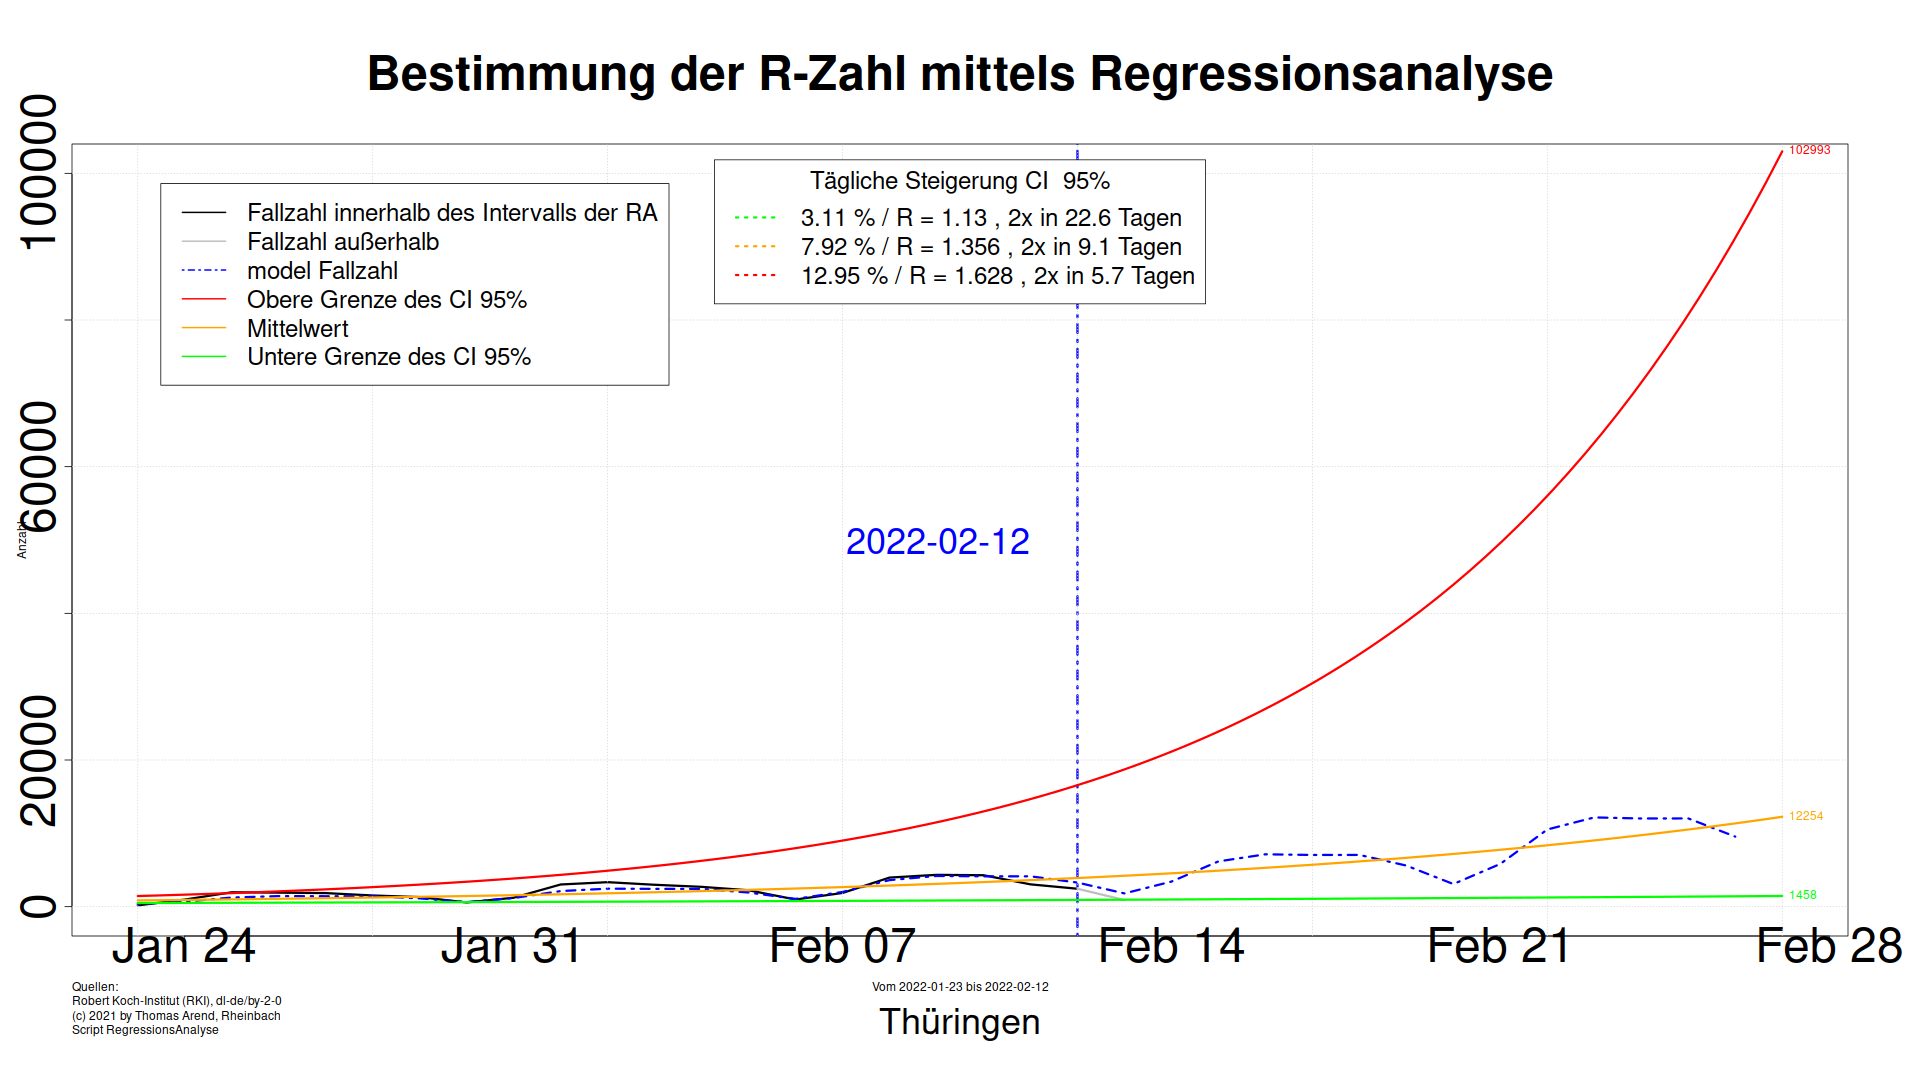 Bestimmung der R-Zahl mittels Regressionsanalyse
102993
100000
60000
20000
0
Anzahl
Fallzahl innerhalb des Intervalls der RA
Fallzahl außerhalb
model Fallzahl
Obere Grenze des CI 95%
Mittelwert
Untere Grenze des CI 95%
Tägliche Steigerung CI 95%
3.11 % / R = 1.13 , 2x in 22.6 Tagen
7.92 % / R = 1.356 , 2x in 9.1 Tagen
12.95 % / R = 1.628 , 2x in 5.7 Tagen
2022-02-12
12254
1458
Jan 24 Jan 31 Feb 07 Feb 14 Feb 21 Feb 28
Quellen:
Robert Koch-Institut (RKI), dl-de/by-2-0
(c) 2021 by Thomas Arend, Rheinbach
Script RegressionsAnalyse
Vom 2022-01-23 bis 2022-02-12
Thüringen